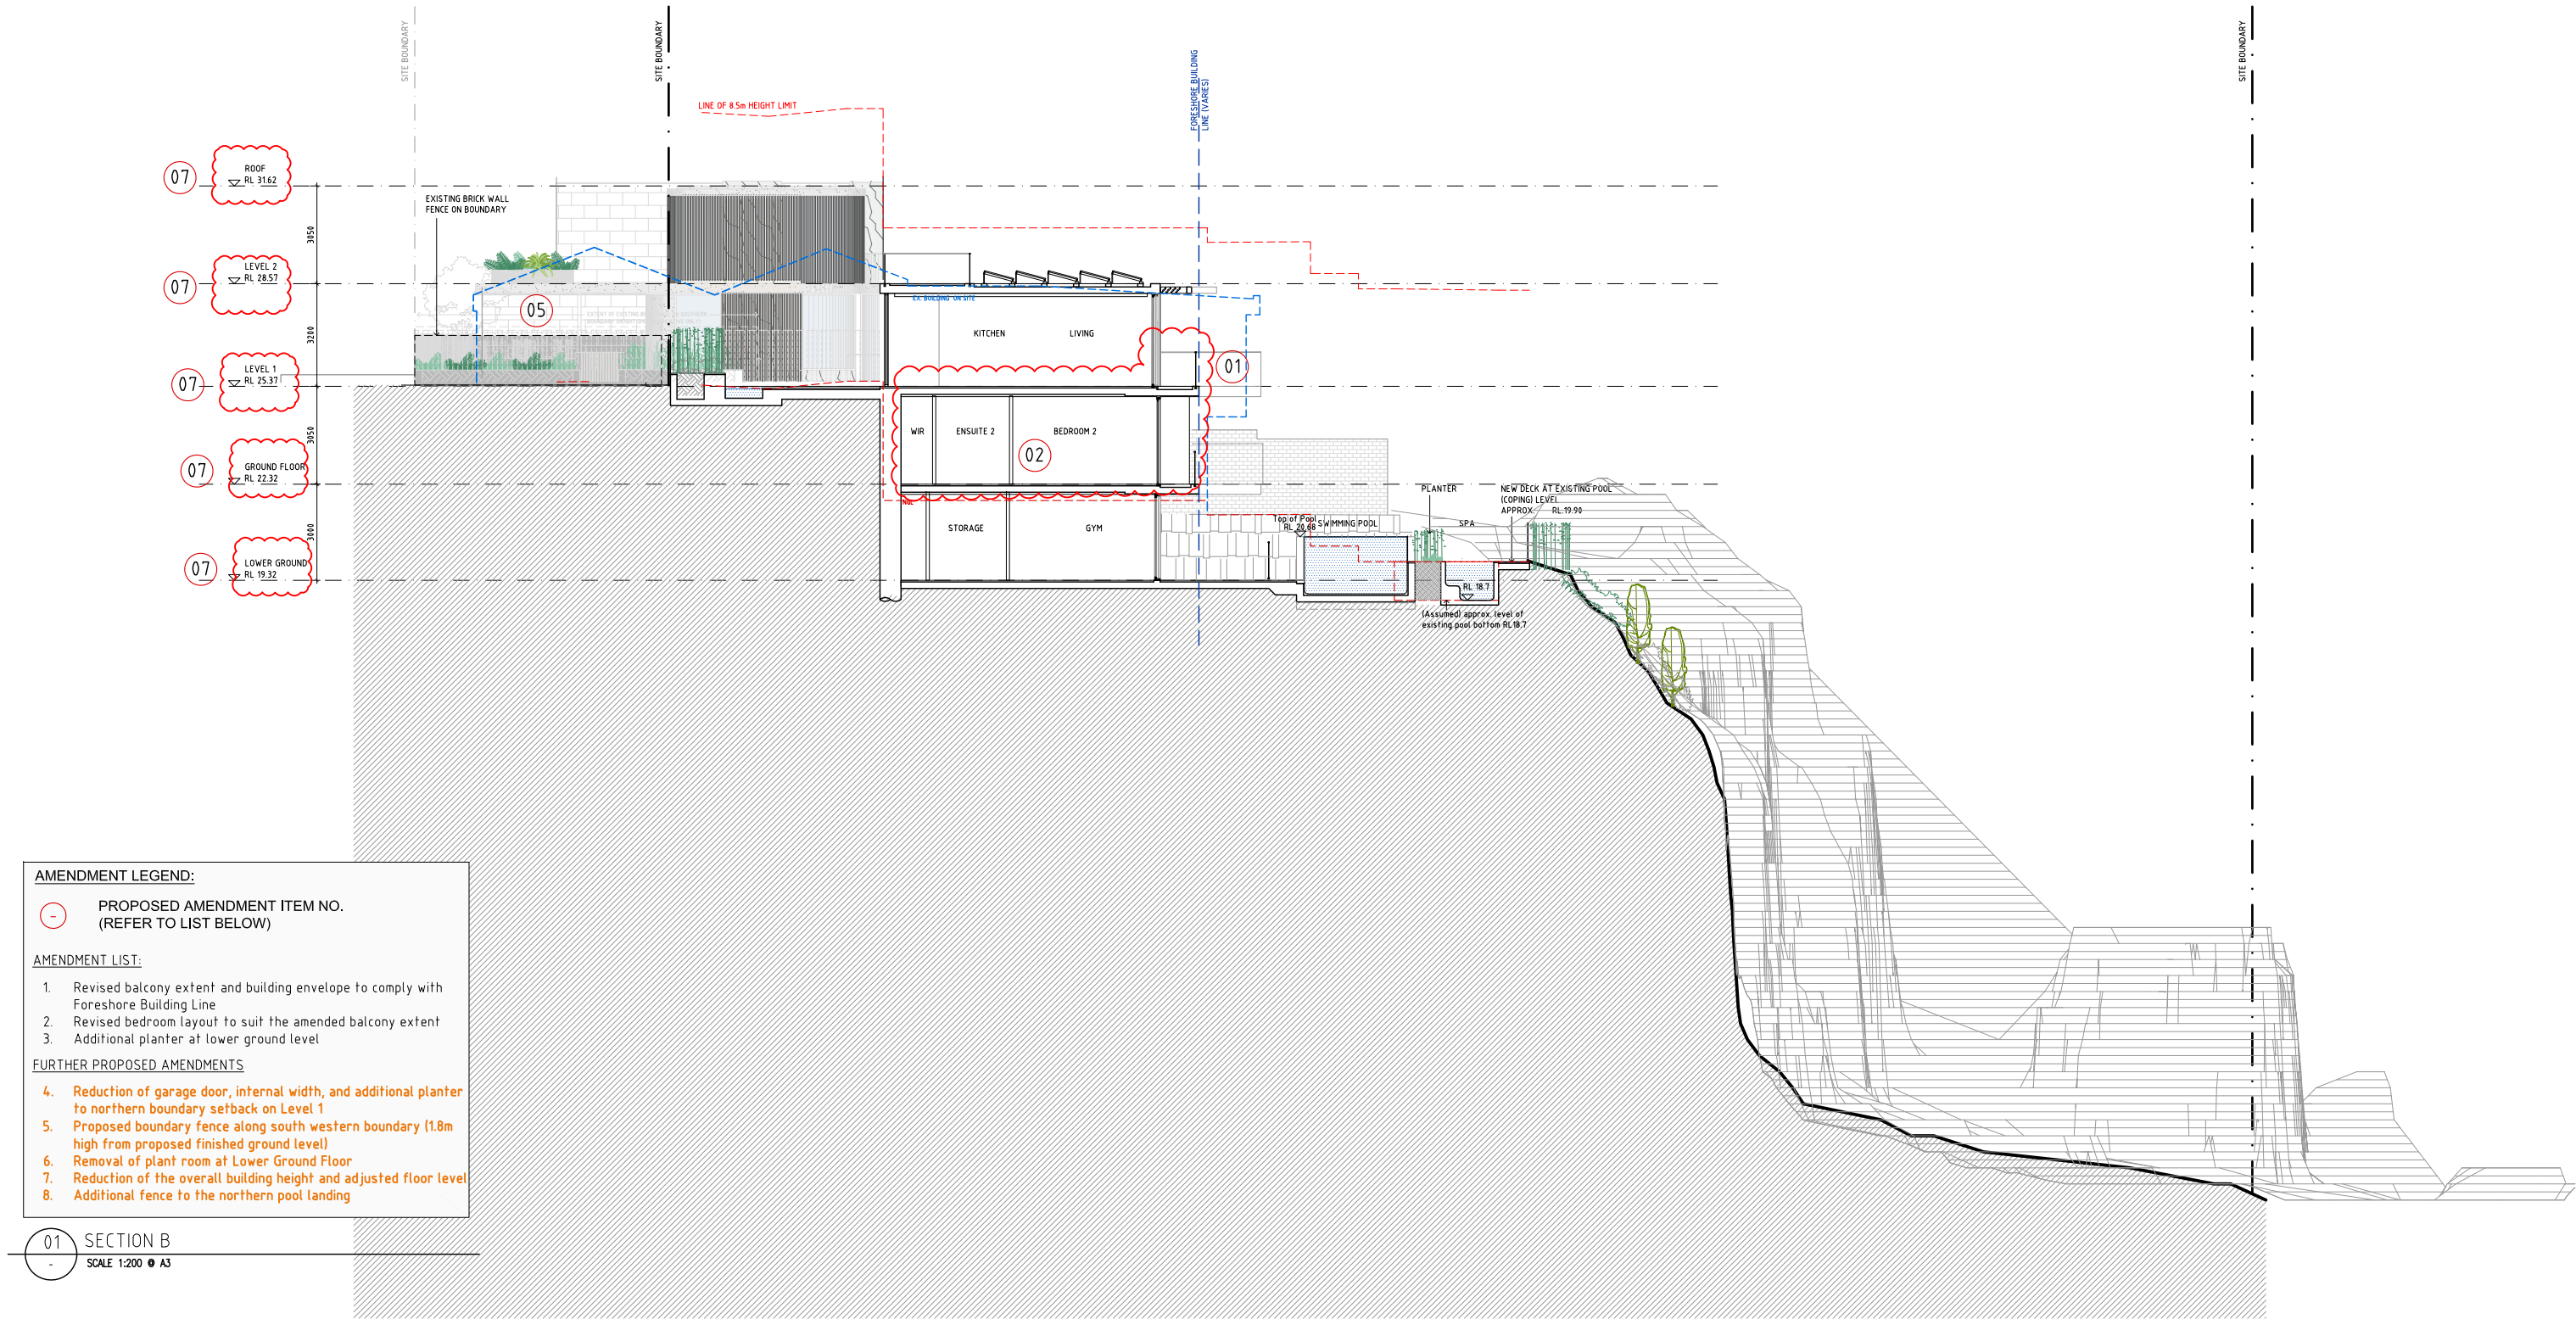 SITE BOUNDARY
SITE BOUNDARY
FORESHORE BUILDING
LINE (VARIES)
SITE BOUNDARY
LINE OF 8.5m HEIGHT LIMIT
07
ROOF
RL 31.62
EXISTING BRICK WALL
FENCE ON BOUNDARY
3050
07
LEVEL 2
RL 28.57
EX. BUILDING ON SITE
05
3200
KITCHEN
LIVING
07
LEVEL 1
RL 25.37
01
3050
WIR
ENSUITE 2
BEDROOM 2
02
07
GROUND FLOOR
RL 22.32
NGL
PLANTER
NEW DECK AT EXISTING POOL
(COPING) LEVEL
APPROX. RL.19.90
3000
STORAGE
GYM
Top of Pool
RL 20.68
SWIMMING POOL
SPA
07
LOWER GROUND
RL 19.32
RL 18.7
(Assumed) approx. level of
existing pool bottom RL18.7
AMENDMENT LEGEND:
-
PROPOSED AMENDMENT ITEM NO.
(REFER TO LIST BELOW)
AMENDMENT LIST:
1. Revised balcony extent and building envelope to comply with
Foreshore Building Line
2. Revised bedroom layout to suit the amended balcony extent
3. Additional planter at lower ground level
FURTHER PROPOSED AMENDMENTS
4. Reduction of garage door, internal width, and additional planter
to northern boundary setback on Level 1
5. Proposed boundary fence along south western boundary (1.8m
high from proposed finished ground level)
6. Removal of plant room at Lower Ground Floor
7. Reduction of the overall building height and adjusted floor level
8. Additional fence to the northern pool landing
01
-
SECTION B
SCALE 1:200 @ A3